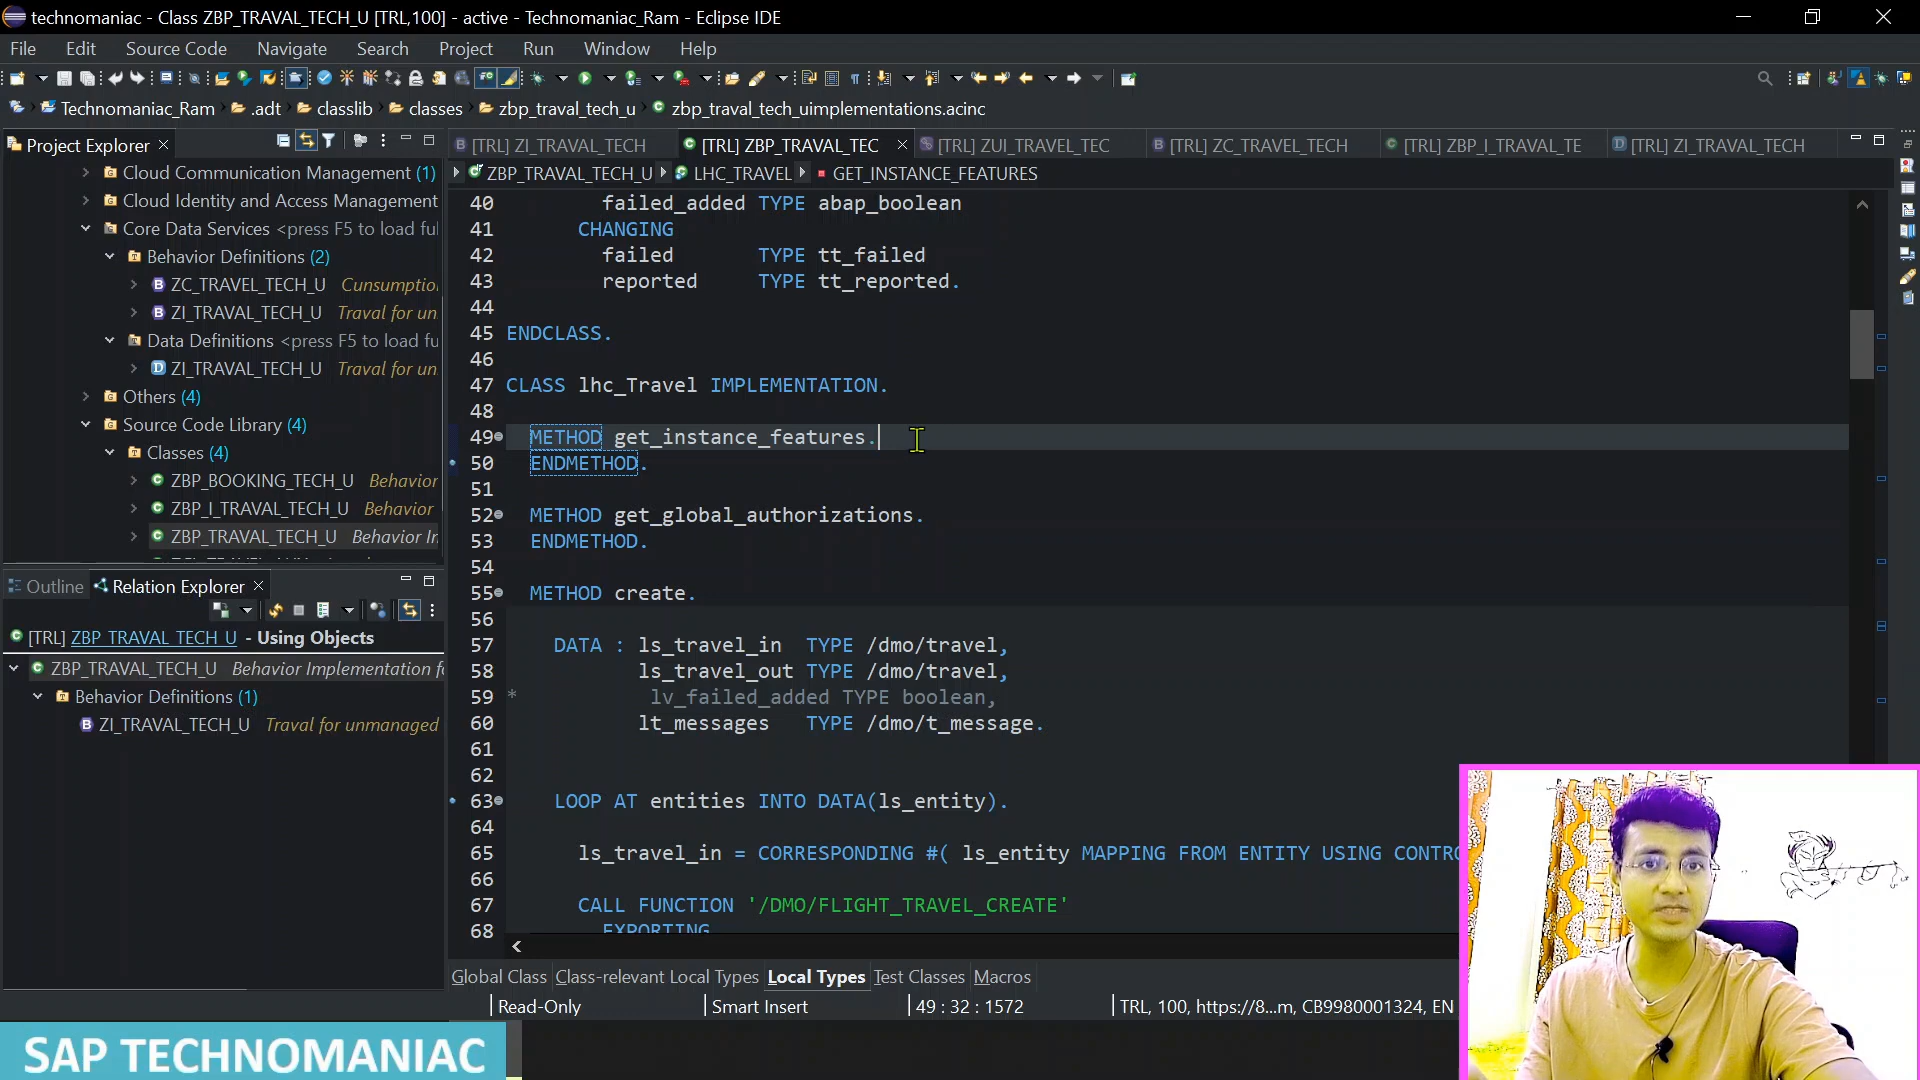 technomaniac - Class ZBP_TRAVAL_TECH_U [TRL,100] - active - Technomaniac_Ram - Eclipse IDE
File Edit Source Code Navigate Search Project Run Window Help
Technomaniac_Ram .adt classlib classes zbp_traval_tech_u zbp_traval_tech_uimplementations.acinc
Project Explorer
Cloud Communication Management (1)
Cloud Identity and Access Management
Core Data Services <press F5 to load ful
Behavior Definitions (2)
ZC_TRAVEL_TECH_U Cunsumptio
ZI_TRAVAL_TECH_U Traval for un
Data Definitions <press F5 to load fu
ZI_TRAVAL_TECH_U Traval for un
Others (4)
Source Code Library (4)
Classes (4)
ZBP_BOOKING_TECH_U Behavior
ZBP_I_TRAVAL_TECH_U Behavior
ZBP_TRAVAL_TECH_U Behavior In
Outline Relation Explorer
[TRL] ZBP_TRAVAL_TECH_U - Using Objects
ZBP_TRAVAL_TECH_U Behavior Implementation f
Behavior Definitions (1)
ZI_TRAVAL_TECH_U Traval for unmanaged
[TRL] ZI_TRAVAL_TECH [TRL] ZBP_TRAVAL_TEC [TRL] ZUI_TRAVEL_TEC [TRL] ZC_TRAVEL_TECH [TRL] ZBP_I_TRAVAL_TE [TRL] ZI_TRAVAL_TECH
ZBP_TRAVAL_TECH_U LHC_TRAVEL GET_INSTANCE_FEATURES
40 failed_added TYPE abap_boolean
41 CHANGING
42 failed TYPE tt_failed
43 reported TYPE tt_reported.
44
45 ENDCLASS.
46
47 CLASS lhc_Travel IMPLEMENTATION.
48
49 METHOD get_instance_features.
50 ENDMETHOD.
51
52 METHOD get_global_authorizations.
53 ENDMETHOD.
54
55 METHOD create.
56
57 DATA : ls_travel_in TYPE /dmo/travel,
58 ls_travel_out TYPE /dmo/travel,
59 * lv_failed_added TYPE boolean,
60 lt_messages TYPE /dmo/t_message.
61
62
63 LOOP AT entities INTO DATA(ls_entity).
64
65 ls_travel_in = CORRESPONDING #( ls_entity MAPPING FROM ENTITY USING CONTRO
66
67 CALL FUNCTION '/DMO/FLIGHT_TRAVEL_CREATE'
68 EXPORTING
Global Class Class-relevant Local Types Local Types Test Classes Macros
Read-Only Smart Insert 49 : 32 : 1572 TRL, 100, https://8...m, CB9980001324, EN
SAP TECHNOMANIAC